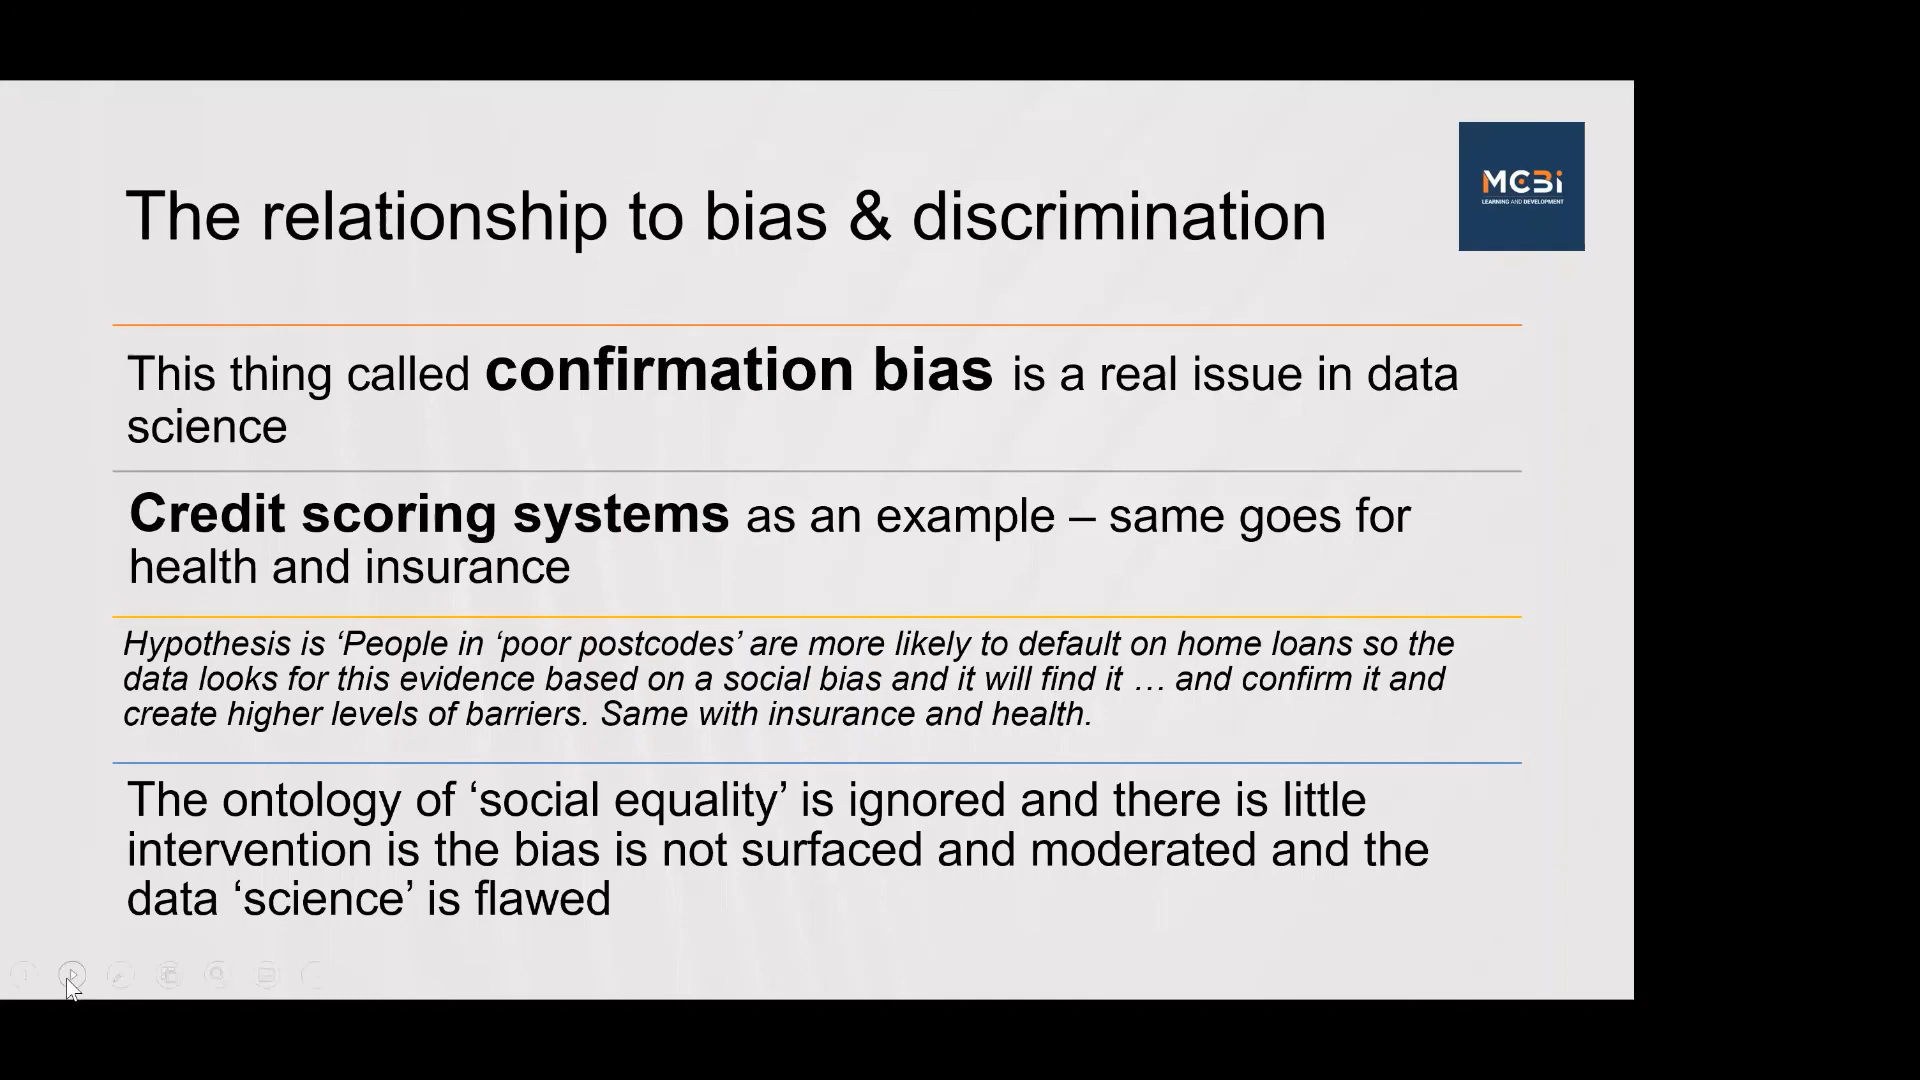 MCBi
LEARNING AND DEVELOPMENT
The relationship to bias & discrimination
This thing called confirmation bias is a real issue in data
science
Credit scoring systems as an example – same goes for
health and insurance
Hypothesis is ‘People in ‘poor postcodes’ are more likely to default on home loans so the
data looks for this evidence based on a social bias and it will find it … and confirm it and
create higher levels of barriers. Same with insurance and health.
The ontology of ‘social equality’ is ignored and there is little
intervention is the bias is not surfaced and moderated and the
data ‘science’ is flawed